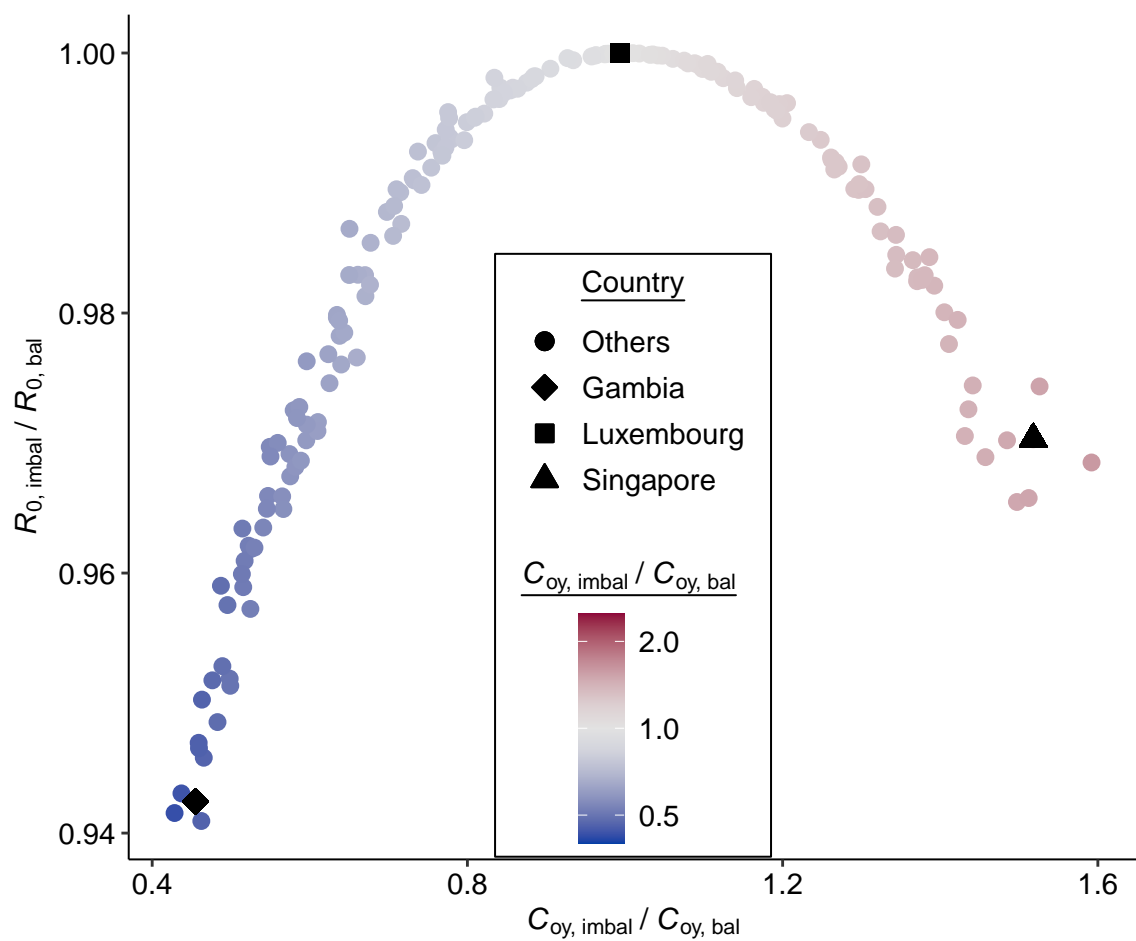 1.00
0.98
0.96
0.94
R0, imbal / R0, bal
Country
Others
Gambia
Luxembourg
Singapore
Coy, imbal / Coy, bal
2.0
1.0
0.5
0.4 0.8 1.2 1.6
Coy, imbal / Coy, bal